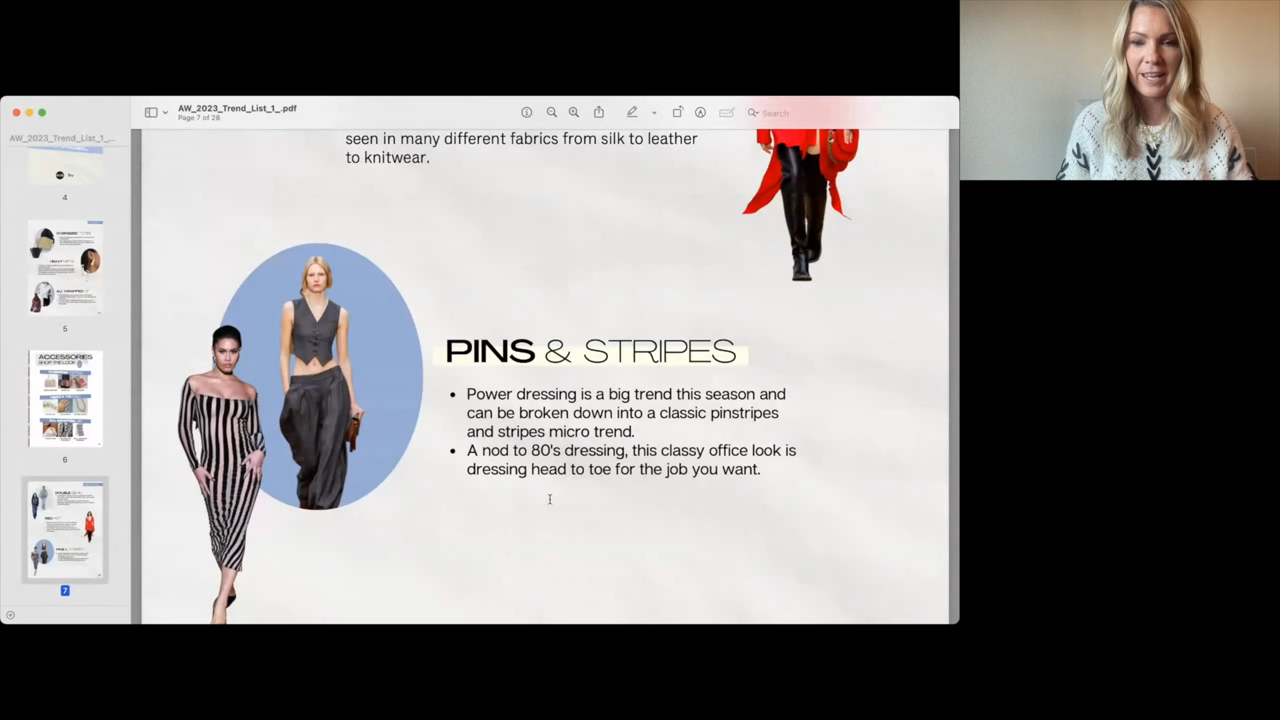 AW_2023_Trend_List_1_.pdf
Page 7 of 28
Search
AW_2023_Trend_List_1_...
4
5
ACCESSORIES
6
7
seen in many different fabrics from silk to leather
to knitwear.
PINS & STRIPES
• Power dressing is a big trend this season and
can be broken down into a classic pinstripes
and stripes micro trend.
• A nod to 80's dressing, this classy office look is
dressing head to toe for the job you want.